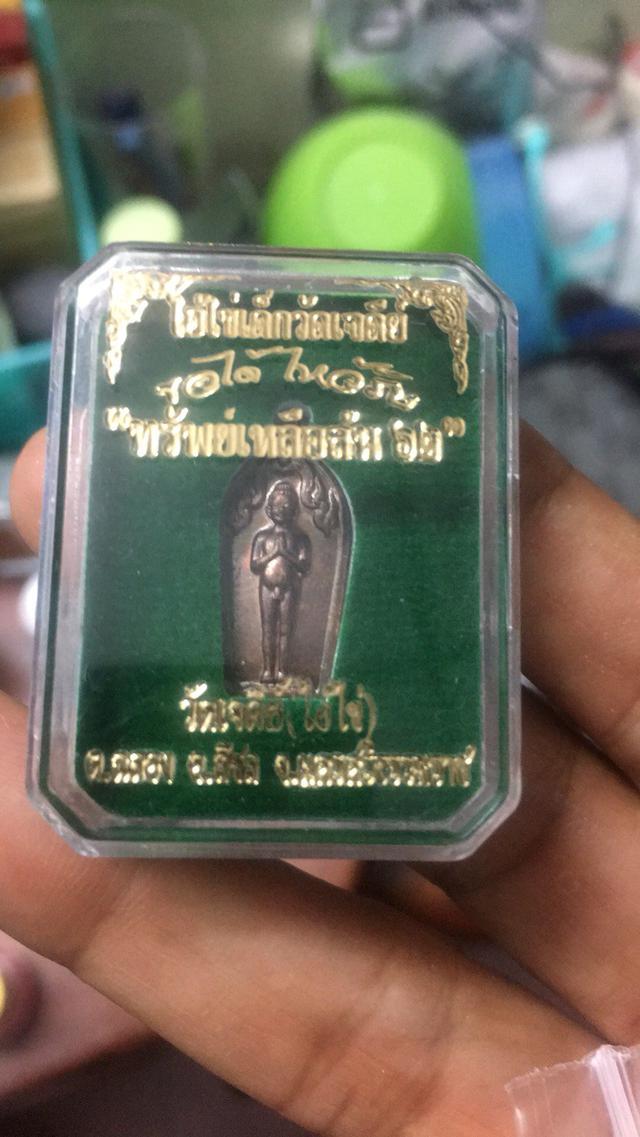 ไอ้ไข่เด็กวัดเจดีย์
ขอได้ ไหว้รับ
"ทรัพย์เหลือล้น ๖๒"
วัดเจดีย์ (ไอ้ไข่)
ต.ฉลอง อ.สิชล จ.นครศรีธรรมราช